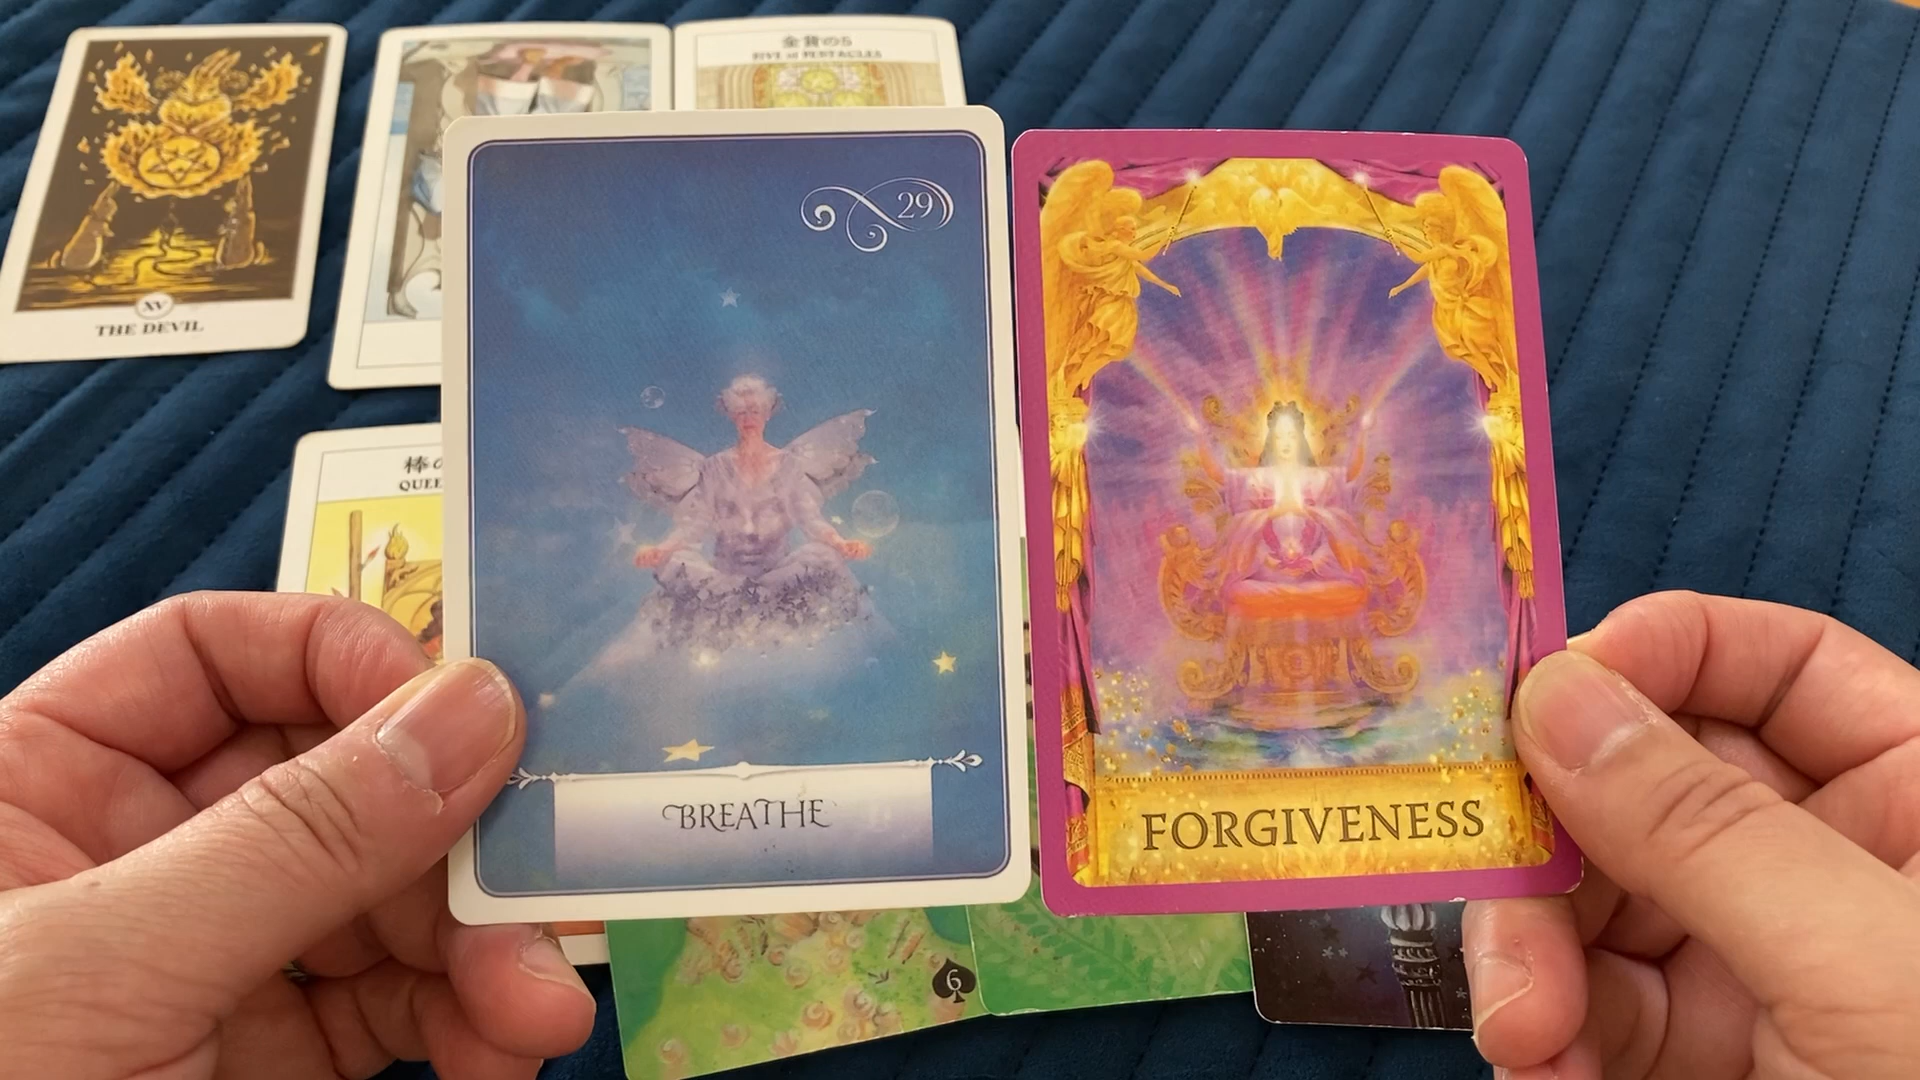 金貨の5
FIVE of PENTACLES
XV
THE DEVIL
29
棒の
QUEE
BREATHE
FORGIVENESS
6